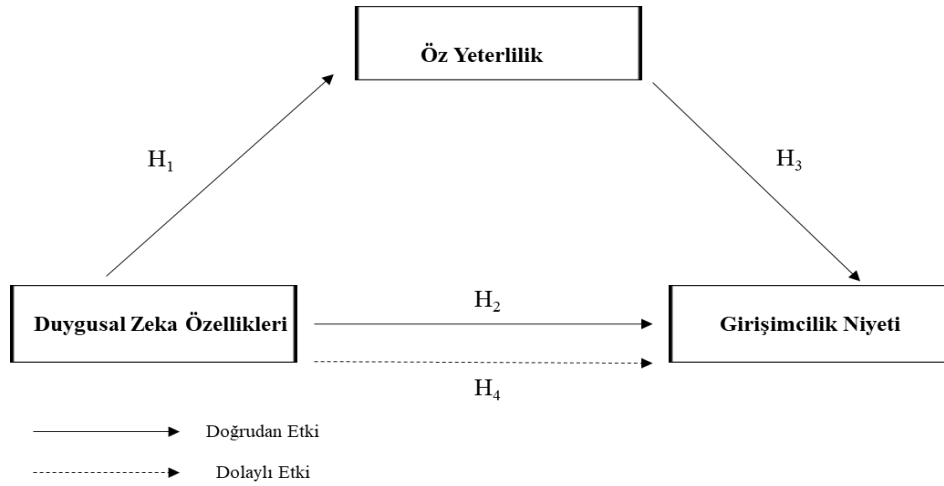 Öz Yeterlilik
H₁
H₃
Duygusal Zeka Özellikleri
H₂
Girişimcilik Niyeti
H₄
Doğrudan Etki
Dolaylı Etki